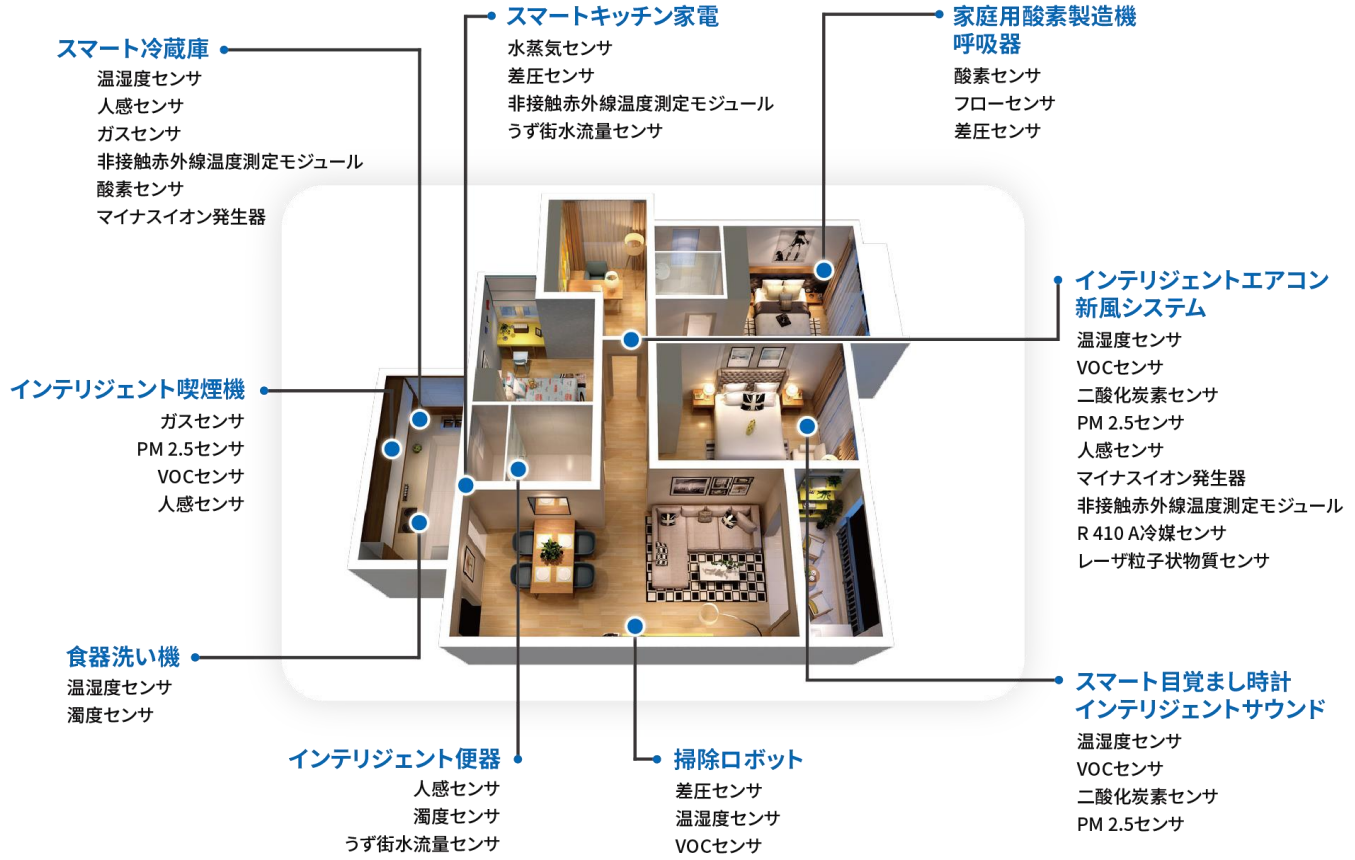 スマート冷蔵庫
温湿度センサ
人感センサ
ガスセンサ
非接触赤外線温度測定モジュール
酸素センサ
マイナスイオン発生器
スマートキッチン家電
水蒸気センサ
差圧センサ
非接触赤外線温度測定モジュール
うず街水流量センサ
家庭用酸素製造機
呼吸器
酸素センサ
フローセンサ
差圧センサ
インテリジェントエアコン
新風システム
温湿度センサ
VOCセンサ
二酸化炭素センサ
PM 2.5センサ
人感センサ
マイナスイオン発生器
非接触赤外線温度測定モジュール
R 410 A冷媒センサ
レーザ粒子状物質センサ
インテリジェント喫煙機
ガスセンサ
PM 2.5センサ
VOCセンサ
人感センサ
食器洗い機
温湿度センサ
濁度センサ
インテリジェント便器
人感センサ
濁度センサ
うず街水流量センサ
掃除ロボット
差圧センサ
温湿度センサ
VOCセンサ
スマート目覚まし時計
インテリジェントサウンド
温湿度センサ
VOCセンサ
二酸化炭素センサ
PM 2.5センサ